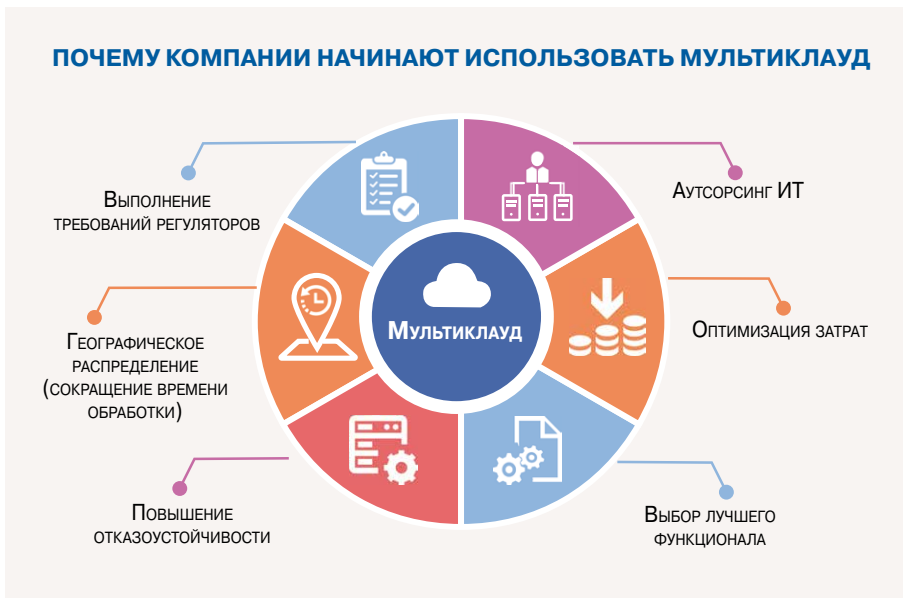 ПОЧЕМУ КОМПАНИИ НАЧИНАЮТ ИСПОЛЬЗОВАТЬ МУЛЬТИКЛАУД
Выполнение
требований регуляторов
Аутсорсинг ИТ
Географическое
распределение
(сокращение времени
обработки)
Мультиклауд
Оптимизация затрат
Повышение
отказоустойчивости
Выбор лучшего
функционала